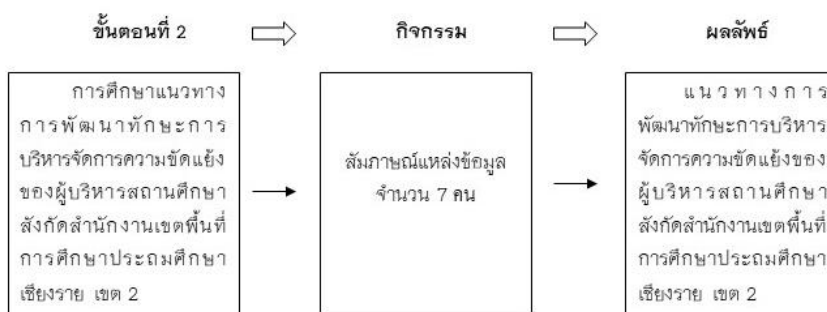 ขั้นตอนที่ 2
กิจกรรม
ผลลัพธ์
การศึกษาแนวทาง
การพัฒนาทักษะการ
บริหารจัดการความขัดแย้ง
ของผู้บริหารสถานศึกษา
สังกัดสำนักงานเขตพื้นที่
การศึกษาประถมศึกษา
เชียงราย เขต 2
สัมภาษณ์แหล่งข้อมูล
จำนวน 7 คน
แนวทางการ
พัฒนาทักษะการบริหาร
จัดการความขัดแย้งของ
ผู้บริหารสถานศึกษา
สังกัดสำนักงานเขตพื้นที่
การศึกษาประถมศึกษา
เชียงราย เขต 2